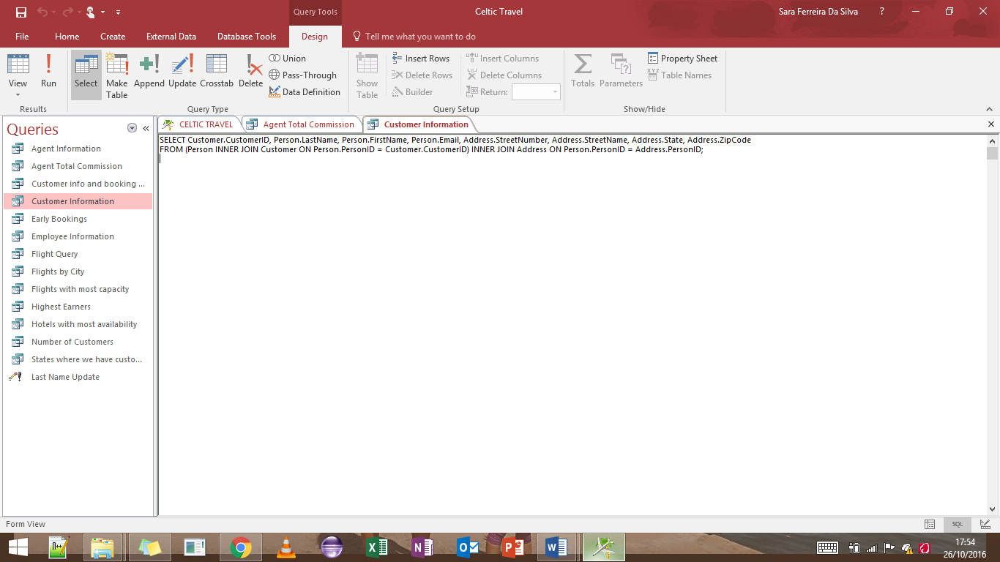 Query Tools
Celtic Travel
Sara Ferreira Da Silva
?
File
Home
Create
External Data
Database Tools
Design
Tell me what you want to do
View
Run
Results
Select
Make Table
Append
Update
Crosstab
Delete
Union
Pass-Through
Data Definition
Query Type
Show Table
Insert Rows
Delete Rows
Builder
Insert Columns
Delete Columns
Return:
Query Setup
Totals
Parameters
Property Sheet
Table Names
Show/Hide
Queries
Agent Information
Agent Total Commission
Customer info and booking ...
Customer Information
Early Bookings
Employee Information
Flight Query
Flights by City
Flights with most capacity
Highest Earners
Hotels with most availability
Number of Customers
States where we have custo...
Last Name Update
CELTIC TRAVEL
Agent Total Commission
Customer Information
SELECT Customer.CustomerID, Person.LastName, Person.FirstName, Person.Email, Address.StreetNumber, Address.StreetName, Address.State, Address.ZipCode
FROM (Person INNER JOIN Customer ON Person.PersonID = Customer.CustomerID) INNER JOIN Address ON Person.PersonID = Address.PersonID;
Form View
SQL
17:54
26/10/2016